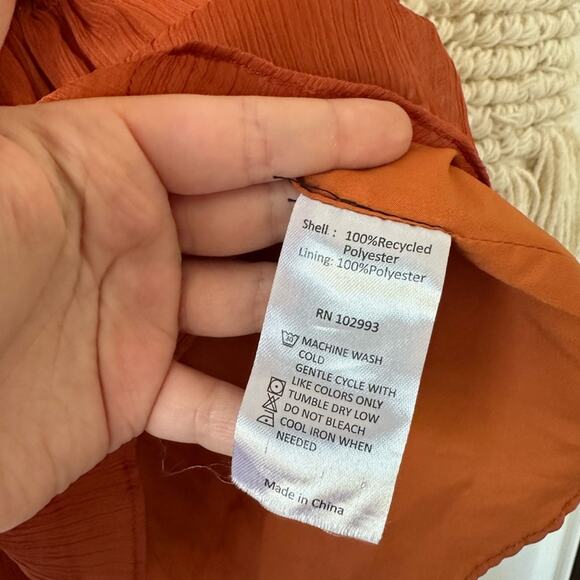 Shell : 100%Recycled
Polyester
Lining: 100%Polyester
RN 102993
30 MACHINE WASH
COLD
GENTLE CYCLE WITH
LIKE COLORS ONLY
TUMBLE DRY LOW
DO NOT BLEACH
COOL IRON WHEN
NEEDED
Made in China